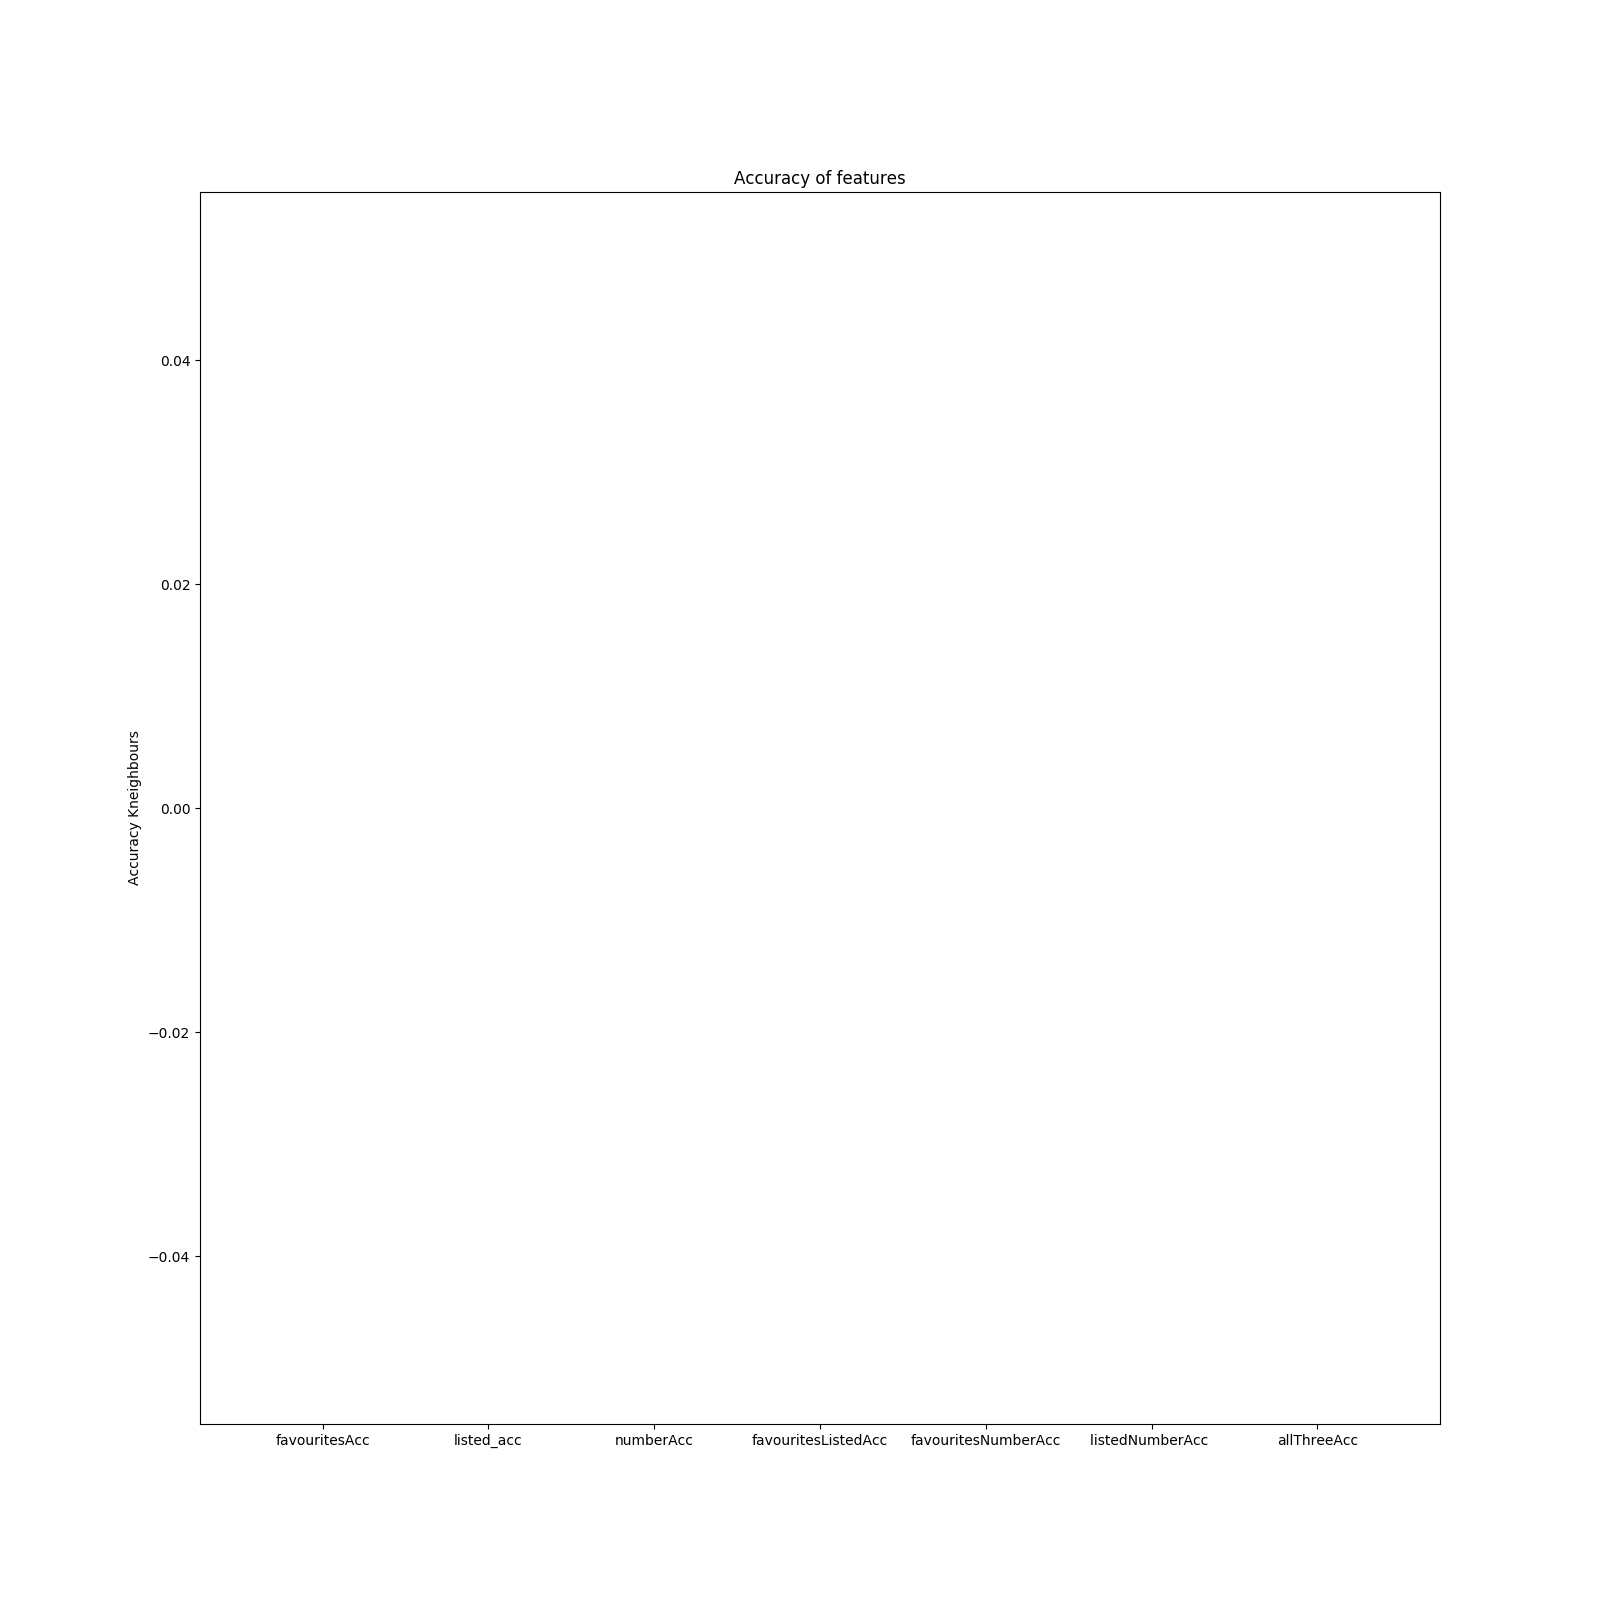 Accuracy of features
0.04
0.02
0.00
−0.02
−0.04
Accuracy Kneighbours
favouritesAcc listed_acc numberAcc favouritesListedAcc favouritesNumberAcc listedNumberAcc allThreeAcc